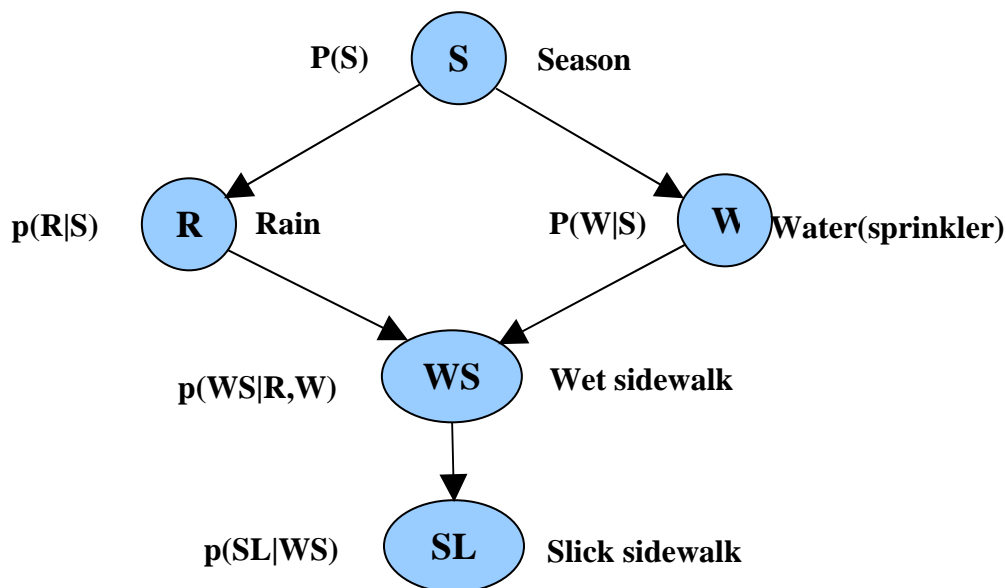 P(S) S Season
p(R|S) R Rain P(W|S) W Water(sprinkler)
p(WS|R,W) WS Wet sidewalk
p(SL|WS) SL Slick sidewalk